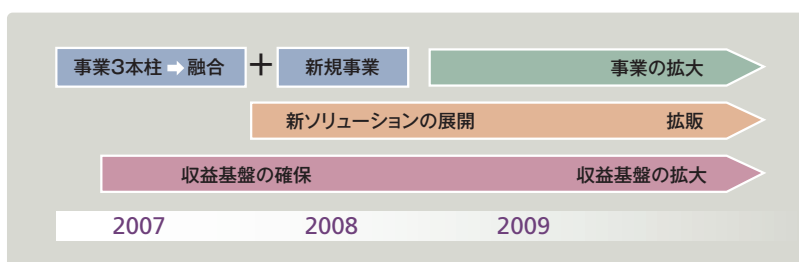 事業3本柱➡融合 + 新規事業 事業の拡大
新ソリューションの展開 拡販
収益基盤の確保 収益基盤の拡大
2007 2008 2009